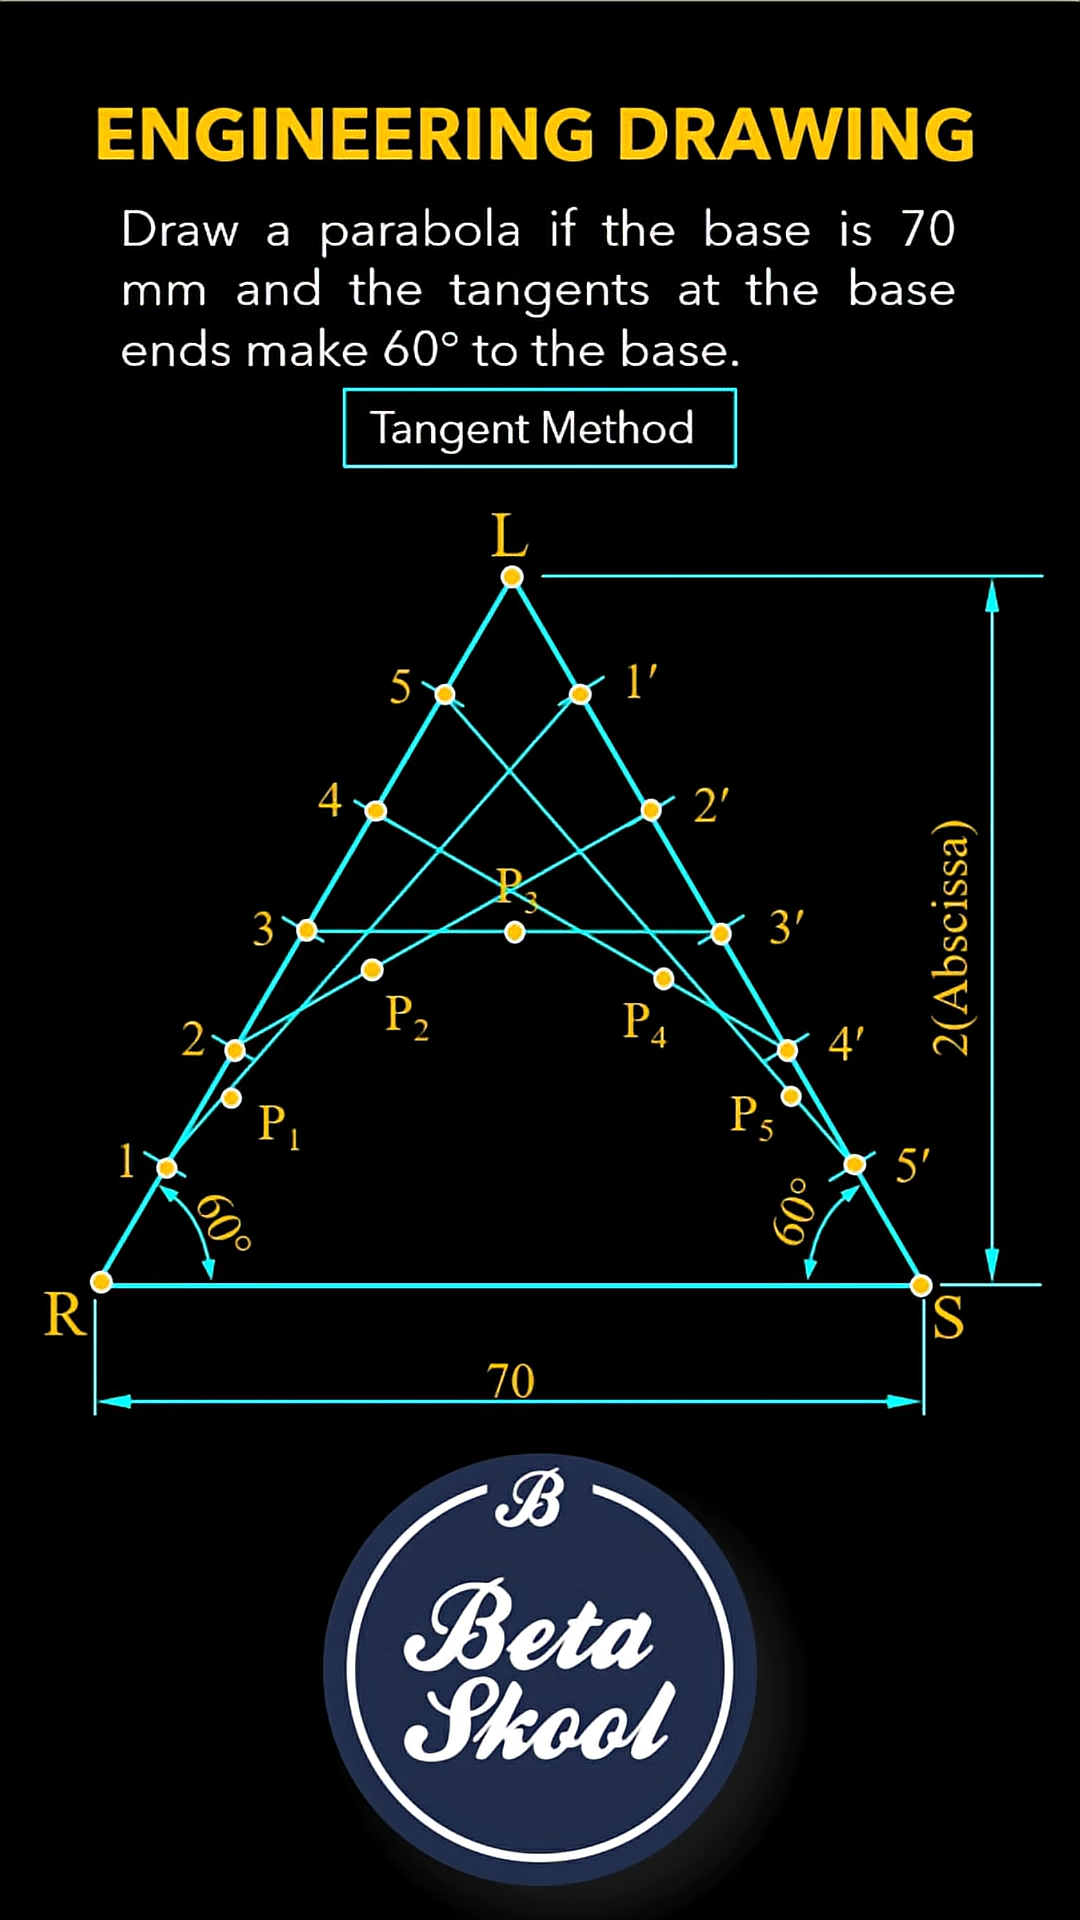 ENGINEERING DRAWING
Draw a parabola if the base is 70
mm and the tangents at the base
ends make 60° to the base.
Tangent Method
L
5 1′
4 2′
P₃
3 3′
2(Abscissa)
P₂ P₄
2 4′
P₁ P₅
1 5′
60° 60°
R S
70
B
Beta
Skool